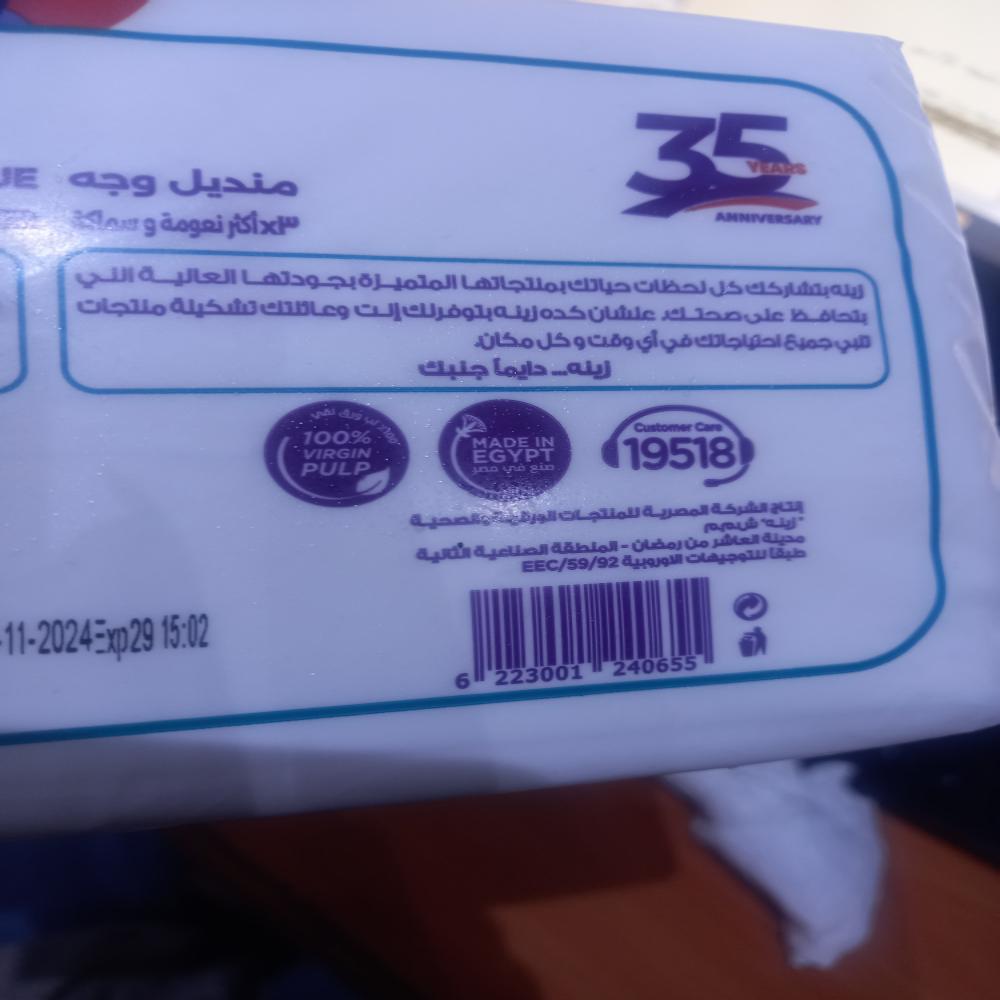 35
YEARS
ANNIVERSARY
منديل وجه
x٣ أكثر نعومة و سماكة
زينه بتشاركك كل لحظات حياتك بمنتجاتها المتميزة بجودتها العالية التي
بتحافظ على صحتك. علشان كده زينه بتوفرلك إنت وعائلتك تشكيلة منتجات
تلبي جميع احتياجاتك في أي وقت و كل مكان.
زينه... دايماً جنبك
Customer Care
19518
MADE IN
EGYPT
صنع في مصر
100%
VIRGIN
PULP
إنتاج الشركة المصرية للمنتجات الورقية والصحية
"زينه" ش.م.م
مدينة العاشر من رمضان - المنطقة الصناعية الثالثة
طبقا للتوجيهات الاوروبية EEC/59/92
-11-2024 Exp29 15:02
6 223001 240655